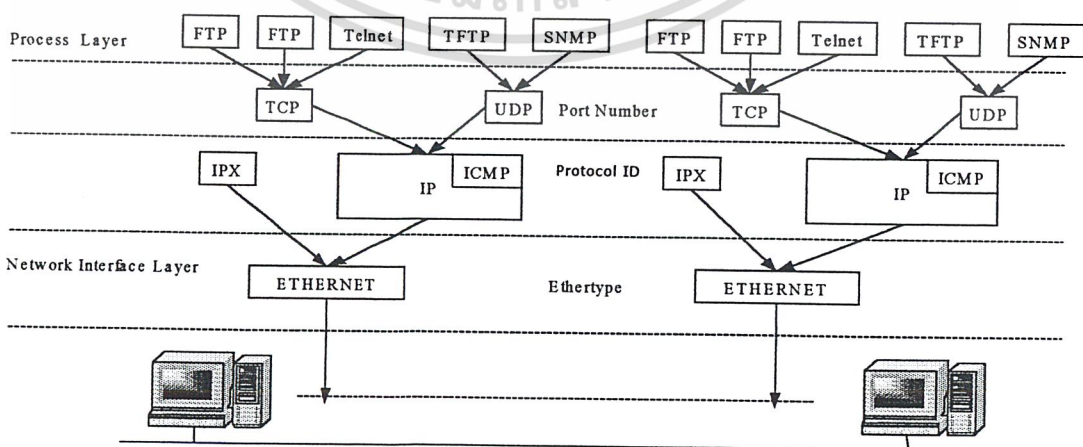 Process Layer FTP FTP Telnet TFTP SNMP FTP FTP Telnet TFTP SNMP
TCP UDP Port Number TCP UDP
IPX IP ICMP Protocol ID IPX IP ICMP
Network Interface Layer ETHERNET Ethertype ETHERNET